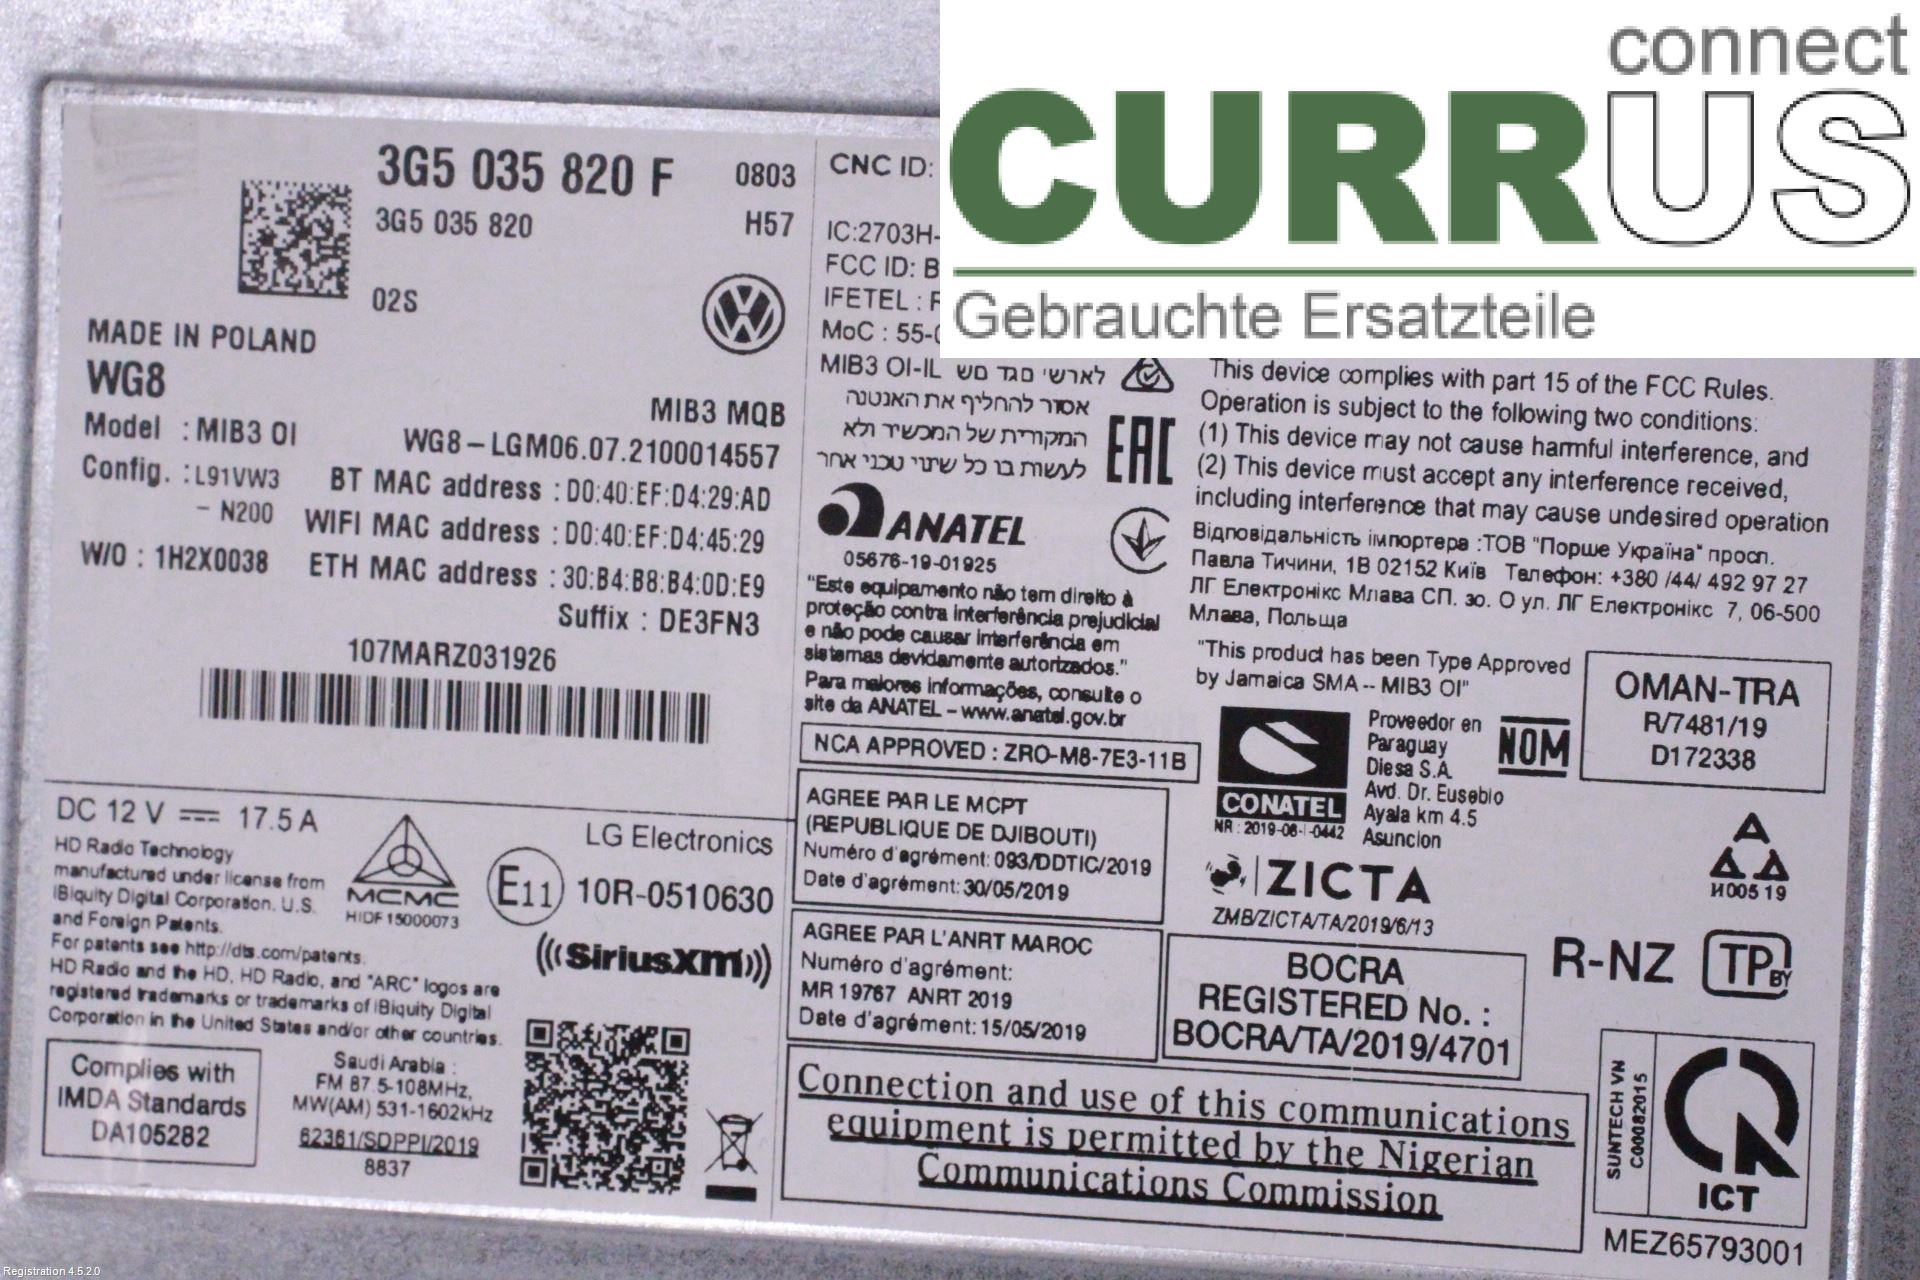 connect
CURRUS
Gebrauchte Ersatzteile
3G5 035 820 F 0803
3G5 035 820 H57
02S
MADE IN POLAND
WG8
MIB3 MQB
Model : MIB3 OI
WG8-LGM06.07.2100014557
Config. : L91VW3
- N200
BT MAC address : D0:40:EF:D4:29:AD
WIFI MAC address : D0:40:EF:D4:45:29
W/O : 1H2X0038
ETH MAC address : 30:B4:B8:B4:0D:E9
Suffix : DE3FN3
107MARZ031926
DC 12 V 17.5 A
HD Radio Technology
manufactured under license from
iBiquity Digital Corporation. U.S.
and Foreign Patents.
For patents see http://dts.com/patents.
HD Radio and the HD, HD Radio, and "ARC" logos are
registered trademarks or trademarks of iBiquity Digital
Corporation in the United States and/or other countries.
MCMC
HIDF15000073
LG Electronics
E11 10R-0510630
SiriusXM
Complies with
IMDA Standards
DA105282
Saudi Arabia :
FM 87.5-108MHz,
MW(AM) 531-1602kHz
62361/SDPPI/2019
8837
CNC ID:
IC:2703H-
FCC ID: B
IFETEL :
MoC : 55-
MIB3 OI-IL שם דגם ישראל
אסור להחליף את האנטנה
המקורית של המכשיר ולא
לעשות בו כל שינוי טכני אחר
EAC
ANATEL
05676-19-01925
"Este equipamento não tem direito à
proteção contra interferência prejudicial
e não pode causar interferência em
sistemas devidamente autorizados."
Para maiores informações, consulte o
site da ANATEL – www.anatel.gov.br
NCA APPROVED : ZRO-M8-7E3-11B
AGREE PAR LE MCPT
(REPUBLIQUE DE DJIBOUTI)
Numéro d'agrément: 093/DDTIC/2019
Date d'agrément: 30/05/2019
AGREE PAR L'ANRT MAROC
Numéro d'agrément:
MR 19767 ANRT 2019
Date d'agrément: 15/05/2019
This device complies with part 15 of the FCC Rules.
Operation is subject to the following two conditions:
(1) This device may not cause harmful interference, and
(2) This device must accept any interference received,
including interference that may cause undesired operation
Відповідальність імпортера :ТОВ "Порше Україна" просп.
Павла Тичини, 1В 02152 Київ Телефон: +380 /44/ 492 97 27
ЛГ Електронікс Млава СП. зо. О ул. ЛГ Електронікс 7, 06-500
Млава, Польща
"This product has been Type Approved
by Jamaica SMA -- MIB3 OI"
OMAN-TRA
R/7481/19
D172338
CONATEL
NR : 2019-06-I-0442
Proveedor en
Paraguay
Diesa S.A.
Avd. Dr. Eusebio
Ayala km 4.5
Asuncion
NOM
ZICTA
ZMB/ZICTA/TA/2019/6/13
И005 19
BOCRA
REGISTERED No. :
BOCRA/TA/2019/4701
R-NZ
TP BY
Connection and use of this communications
equipment is permitted by the Nigerian
Communications Commission
SUNTECH VN
C00082015
ICT
MEZ65793001
Registration 4.5.2.0